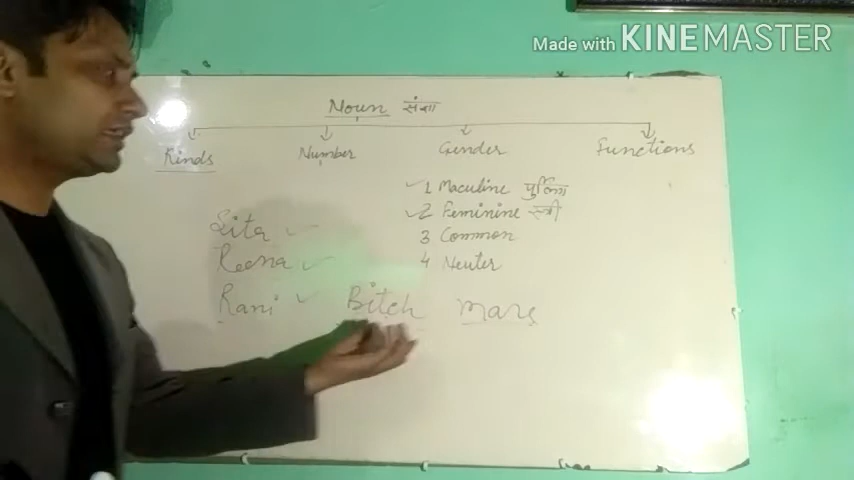 Made with KINEMASTER
Noun संज्ञा
Kinds Number Gender Functions
1 Maculine पुल्लिंग
2 Feminine स्त्री
3 Common
4 Neuter
Sita
Reena
Rani Bitch mare